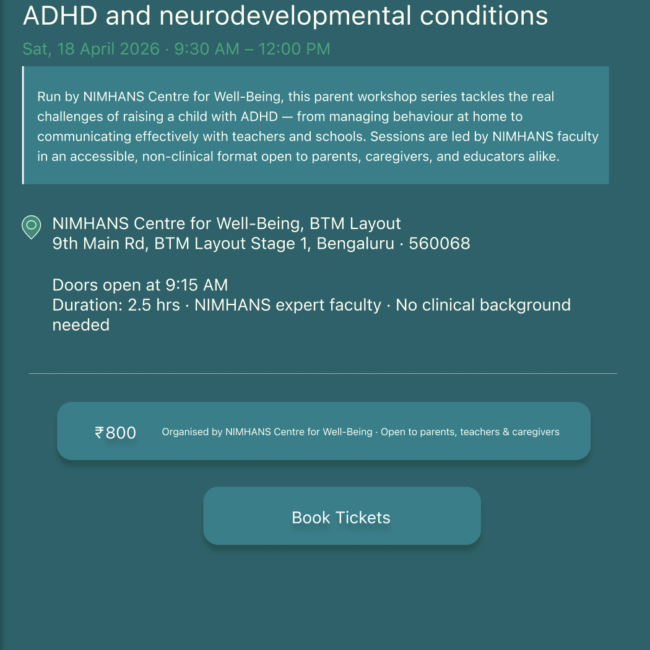 ADHD and neurodevelopmental conditions
Sat, 18 April 2026 · 9:30 AM – 12:00 PM
Run by NIMHANS Centre for Well-Being, this parent workshop series tackles the real
challenges of raising a child with ADHD — from managing behaviour at home to
communicating effectively with teachers and schools. Sessions are led by NIMHANS faculty
in an accessible, non-clinical format open to parents, caregivers, and educators alike.
NIMHANS Centre for Well-Being, BTM Layout
9th Main Rd, BTM Layout Stage 1, Bengaluru · 560068
Doors open at 9:15 AM
Duration: 2.5 hrs · NIMHANS expert faculty · No clinical background
needed
₹800
Organised by NIMHANS Centre for Well-Being · Open to parents, teachers & caregivers
Book Tickets